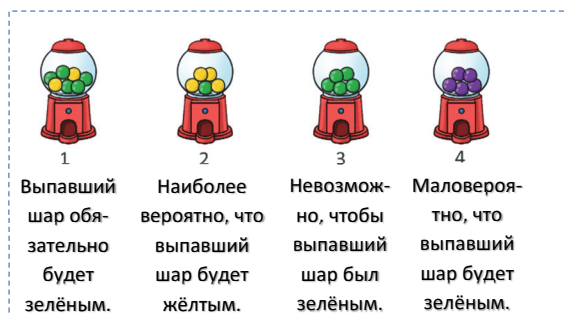 1 2 3 4
Выпавший
шар обя-
зательно
будет
зелёным.
Наиболее
вероятно, что
выпавший
шар будет
жёлтым.
Невозмож-
но, чтобы
выпавший
шар был
зелёным.
Маловероя-
тно, что
выпавший
шар будет
зелёным.